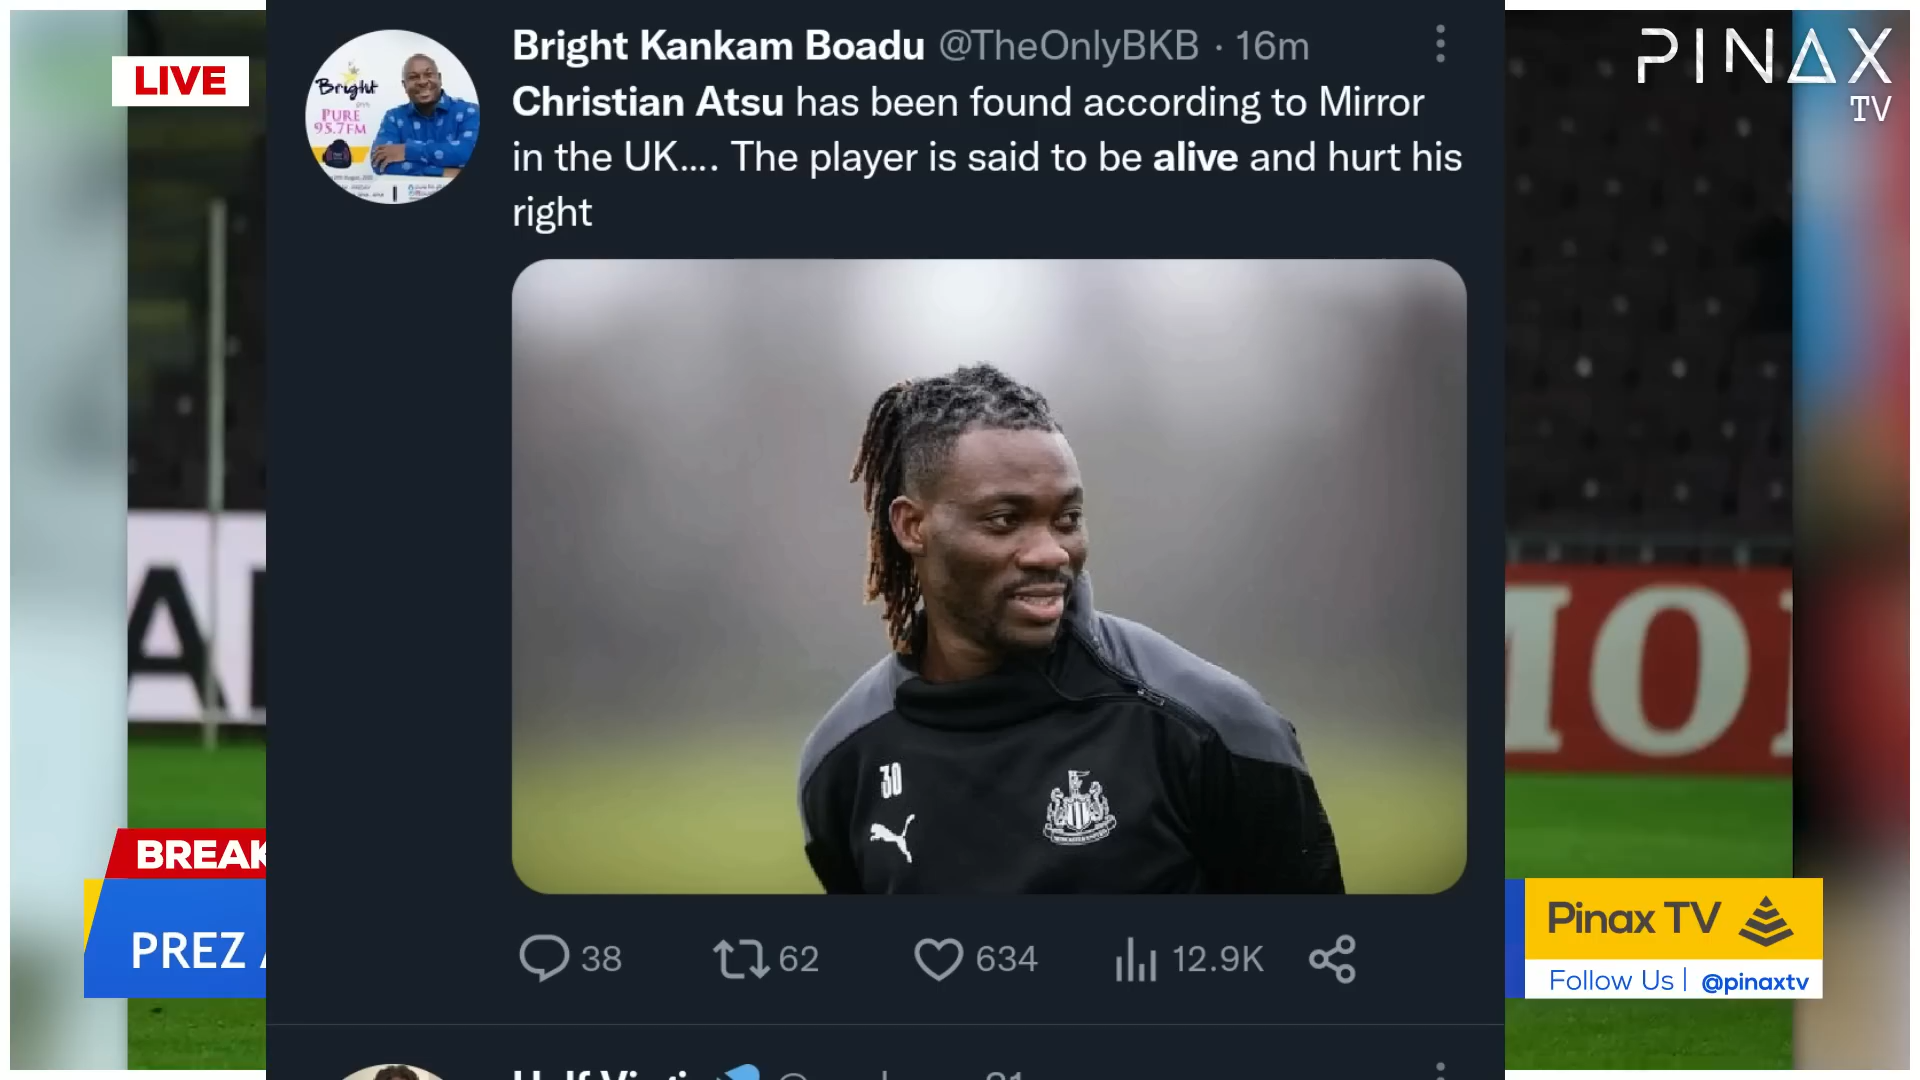 LIVE
PINAX
TV
Bright
PURE
95.7FM
Bright Kankam Boadu @TheOnlyBKB · 16m
Christian Atsu has been found according to Mirror
in the UK.... The player is said to be alive and hurt his
right
30
38 62 634 12.9K
BREAK
PREZ A
Pinax TV
Follow Us | @pinaxtv